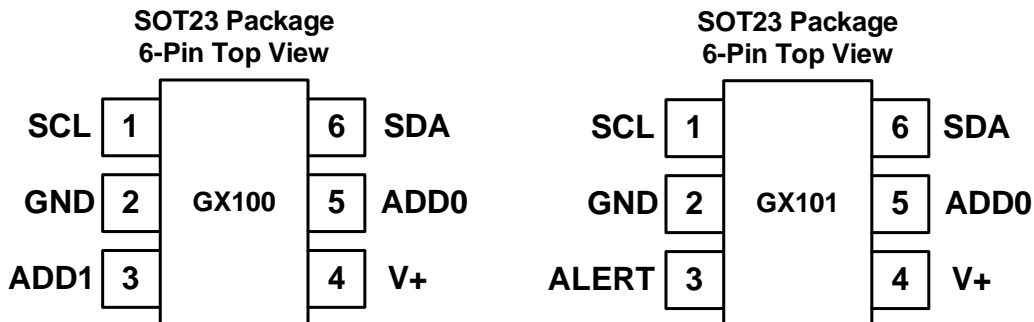 SOT23 Package
6-Pin Top View
SCL 1 6 SDA
GND 2 GX100 5 ADD0
ADD1 3 4 V+
SOT23 Package
6-Pin Top View
SCL 1 6 SDA
GND 2 GX101 5 ADD0
ALERT 3 4 V+